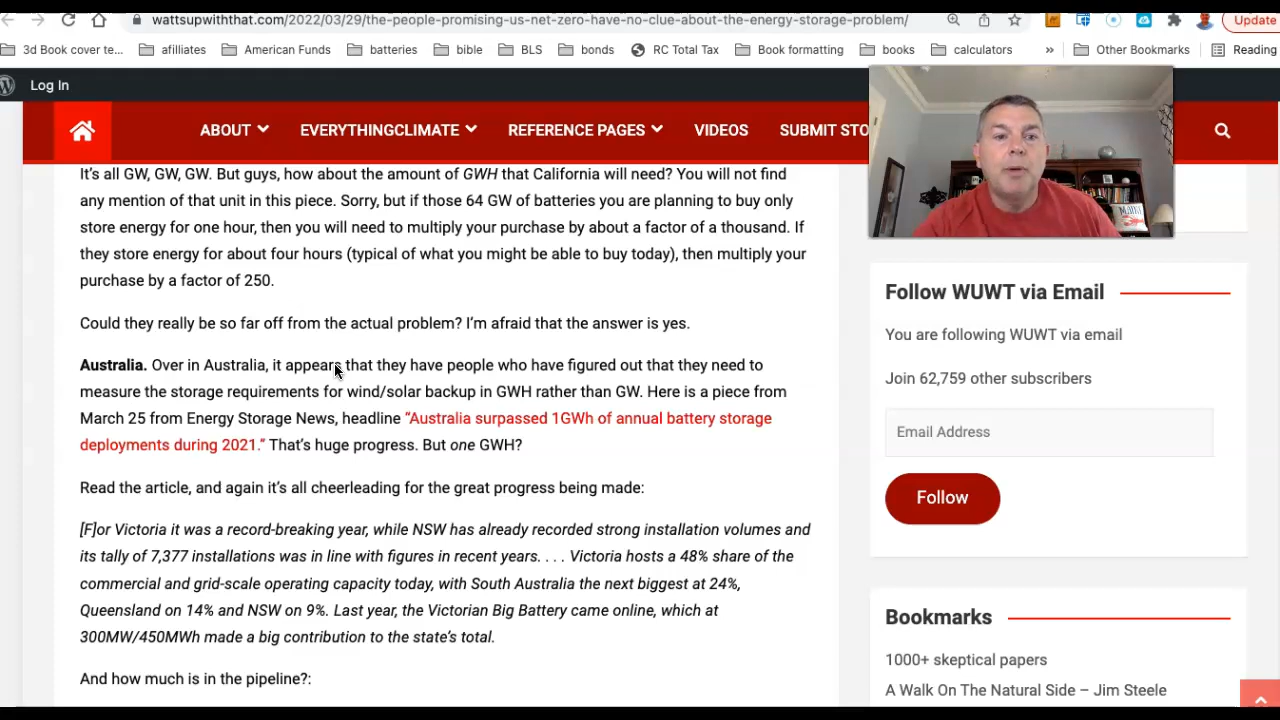 wattsupwiththat.com/2022/03/29/the-people-promising-us-net-zero-have-no-clue-about-the-energy-storage-problem/
Update
3d Book cover te...
afilliates
American Funds
batteries
bible
BLS
bonds
RC Total Tax
Book formatting
books
calculators
»
Other Bookmarks
Reading
Log In
ABOUT
EVERYTHINGCLIMATE
REFERENCE PAGES
VIDEOS
SUBMIT STO
It's all GW, GW, GW. But guys, how about the amount of GWH that California will need? You will not find
any mention of that unit in this piece. Sorry, but if those 64 GW of batteries you are planning to buy only
store energy for one hour, then you will need to multiply your purchase by about a factor of a thousand. If
they store energy for about four hours (typical of what you might be able to buy today), then multiply your
purchase by a factor of 250.
Could they really be so far off from the actual problem? I'm afraid that the answer is yes.
Australia. Over in Australia, it appears that they have people who have figured out that they need to
measure the storage requirements for wind/solar backup in GWH rather than GW. Here is a piece from
March 25 from Energy Storage News, headline "Australia surpassed 1GWh of annual battery storage
deployments during 2021." That's huge progress. But one GWH?
Read the article, and again it's all cheerleading for the great progress being made:
[F]or Victoria it was a record-breaking year, while NSW has already recorded strong installation volumes and
its tally of 7,377 installations was in line with figures in recent years. . . . Victoria hosts a 48% share of the
commercial and grid-scale operating capacity today, with South Australia the next biggest at 24%,
Queensland on 14% and NSW on 9%. Last year, the Victorian Big Battery came online, which at
300MW/450MWh made a big contribution to the state's total.
And how much is in the pipeline?:
Follow WUWT via Email
You are following WUWT via email
Join 62,759 other subscribers
Email Address
Follow
Bookmarks
1000+ skeptical papers
A Walk On The Natural Side – Jim Steele